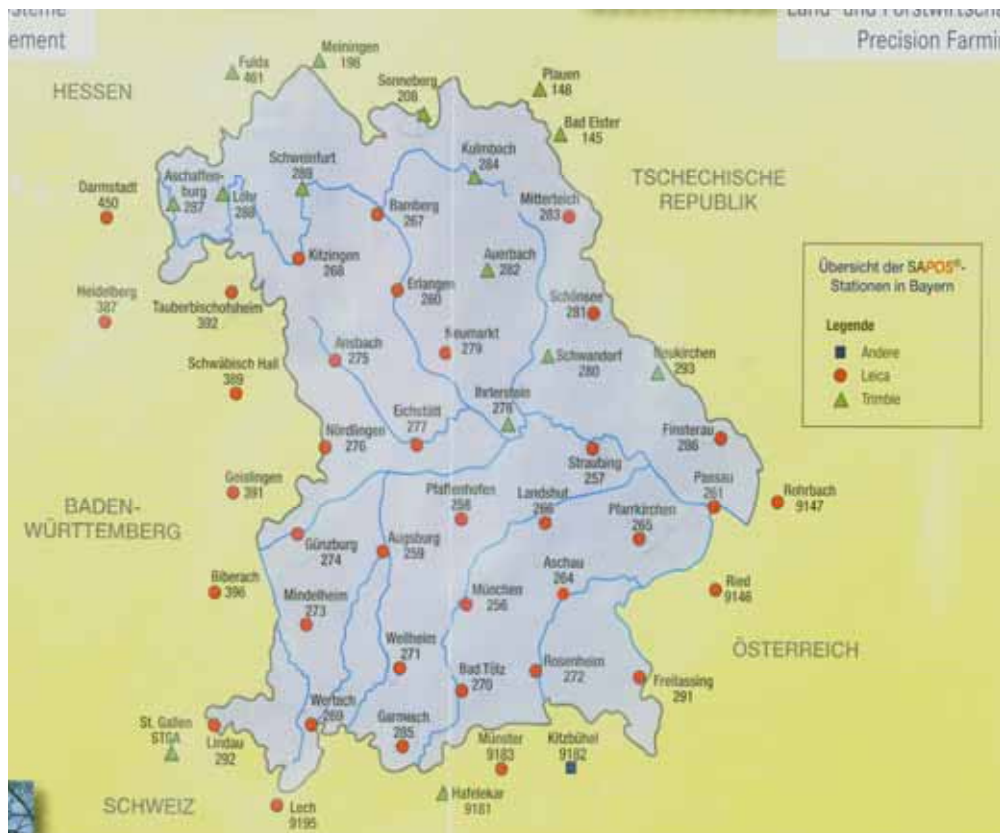 steme
ement
Land- und Forstwirtscha
Precision Farmin
Meiningen
198
Fulda
461
Sonneberg
208
Plauen
148
HESSEN
Bad Elster
145
Kulmbach
284
Schweinfurt
289
Aschaffen-
burg
287
Lohr
288
TSCHECHISCHE
REPUBLIK
Darmstadt
450
Bamberg
267
Mitterteich
283
Kitzingen
268
Auerbach
282
Übersicht der SAPOS®-
Stationen in Bayern
Heidelberg
387
Erlangen
260
Tauberbischofsheim
392
Schönsee
281
Legende
Andere
Leica
Trimble
Ansbach
275
Neumarkt
279
Schwandorf
280
Neukirchen
293
Schwäbisch Hall
389
Ihrlerstein
278
Eichstätt
277
Nördlingen
276
Finsterau
286
Straubing
257
Geislingen
391
Pfaffenhofen
258
Landshut
266
Passau
261
Rohrbach
9147
BADEN-
WÜRTTEMBERG
Pfarrkirchen
265
Günzburg
274
Augsburg
259
Aschau
264
Biberach
396
Mindelheim
273
München
256
Ried
9146
Weilheim
271
Bad Tölz
270
Rosenheim
272
Freilassing
291
ÖSTERREICH
Wertach
269
St. Gallen
STGA
Lindau
292
Garmisch
285
Münster
9183
Kitzbühel
9182
Hafelekar
9181
SCHWEIZ
Lech
9195